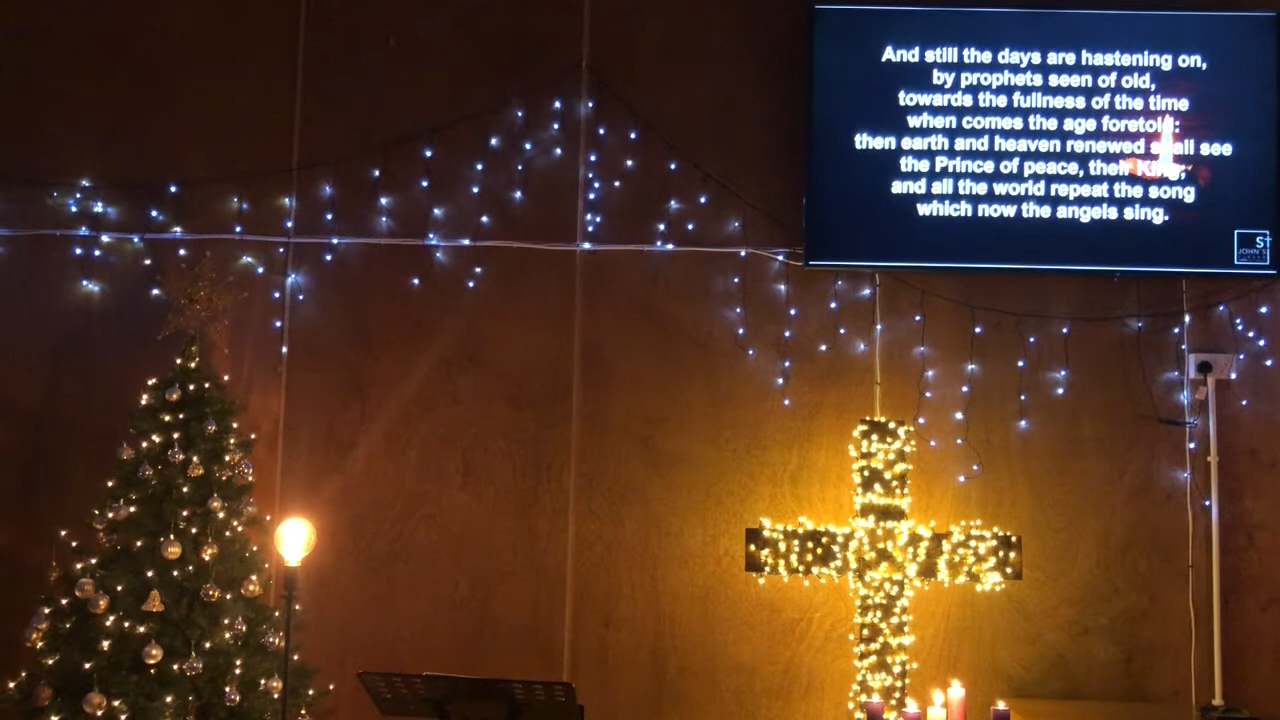 And still the days are hastening on,
by prophets seen of old,
towards the fullness of the time
when comes the age foretold:
then earth and heaven renewed shall see
the Prince of peace, their King;
and all the world repeat the song
which now the angels sing.
ST
JOHN'S